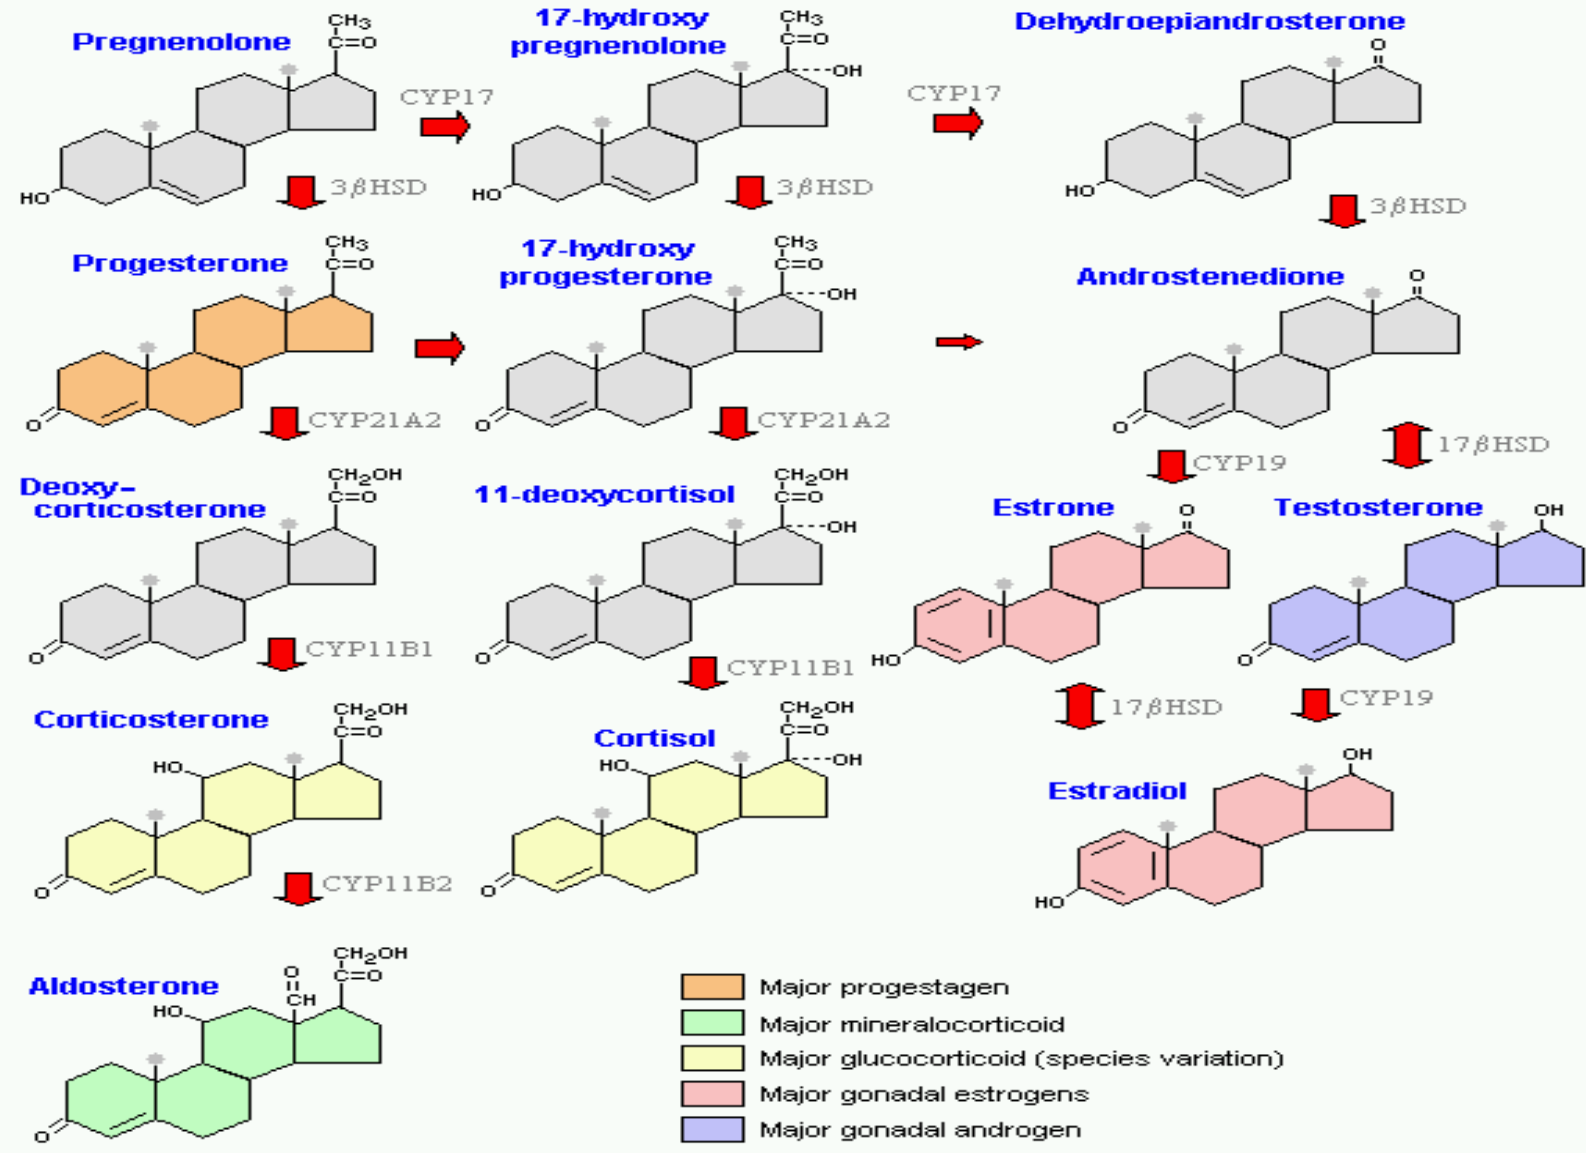 Pregnenolone
CH3
C=O
HO
CYP17
3βHSD
17-hydroxy
pregnenolone
CH3
C=O
OH
HO
CYP17
3βHSD
Dehydroepiandrosterone
O
HO
3βHSD
Progesterone
CH3
C=O
O
CYP21A2
17-hydroxy
progesterone
CH3
C=O
OH
O
CYP21A2
Androstenedione
O
O
CYP19
17βHSD
Deoxy-
corticosterone
CH2OH
C=O
O
CYP11B1
11-deoxycortisol
CH2OH
C=O
OH
O
CYP11B1
Estrone
O
HO
17βHSD
Testosterone
OH
O
CYP19
Corticosterone
CH2OH
C=O
HO
O
CYP11B2
Cortisol
CH2OH
C=O
OH
HO
O
Estradiol
OH
HO
Aldosterone
CH2OH
C=O
O
CH
HO
O
Major progestagen
Major mineralocorticoid
Major glucocorticoid (species variation)
Major gonadal estrogens
Major gonadal androgen